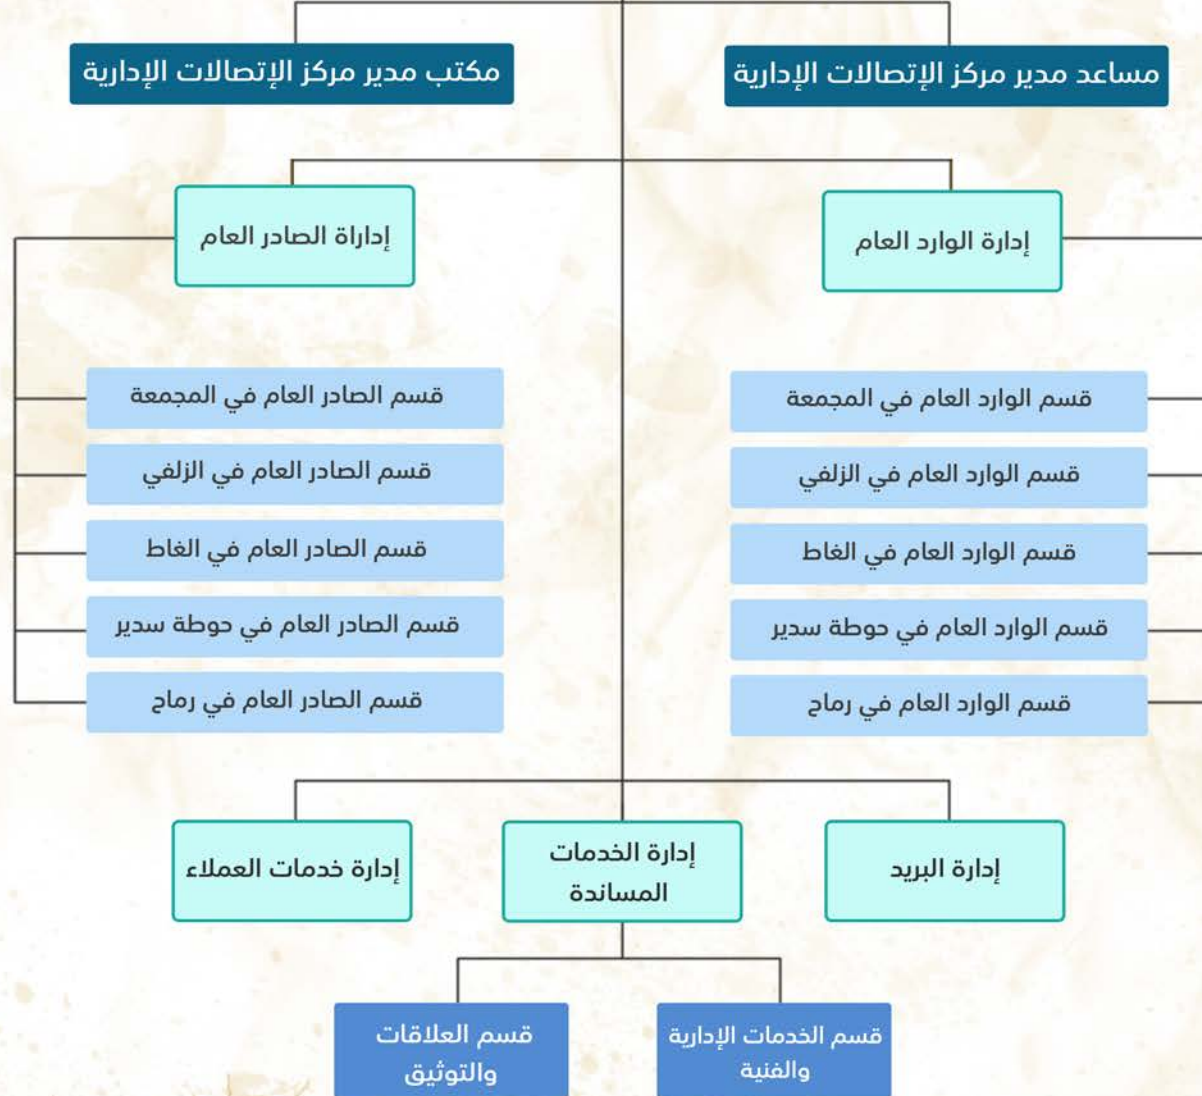 مساعد مدير مركز الإتصالات الإدارية
مكتب مدير مركز الإتصالات الإدارية
إدارة الوارد العام
إداراة الصادر العام
قسم الوارد العام في المجمعة
قسم الوارد العام في الزلفي
قسم الوارد العام في الغاط
قسم الوارد العام في حوطة سدير
قسم الوارد العام في رماح
قسم الصادر العام في المجمعة
قسم الصادر العام في الزلفي
قسم الصادر العام في الغاط
قسم الصادر العام في حوطة سدير
قسم الصادر العام في رماح
إدارة البريد
إدارة الخدمات
المساندة
إدارة خدمات العملاء
قسم الخدمات الإدارية
والفنية
قسم العلاقات
والتوثيق